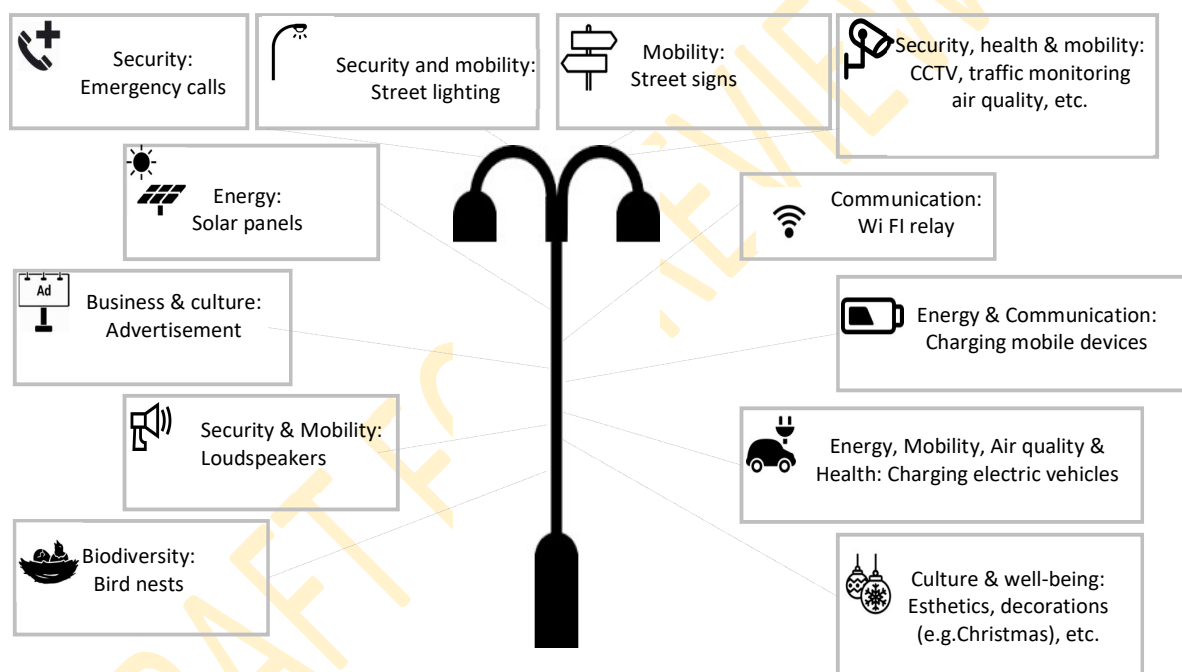 Security:
Emergency calls
Security and mobility:
Street lighting
Mobility:
Street signs
Security, health & mobility:
CCTV, traffic monitoring
air quality, etc.
Energy:
Solar panels
Communication:
Wi FI relay
Ad
Business & culture:
Advertisement
Energy & Communication:
Charging mobile devices
Security & Mobility:
Loudspeakers
Energy, Mobility, Air quality &
Health: Charging electric vehicles
Biodiversity:
Bird nests
Culture & well-being:
Esthetics, decorations
(e.g.Christmas), etc.